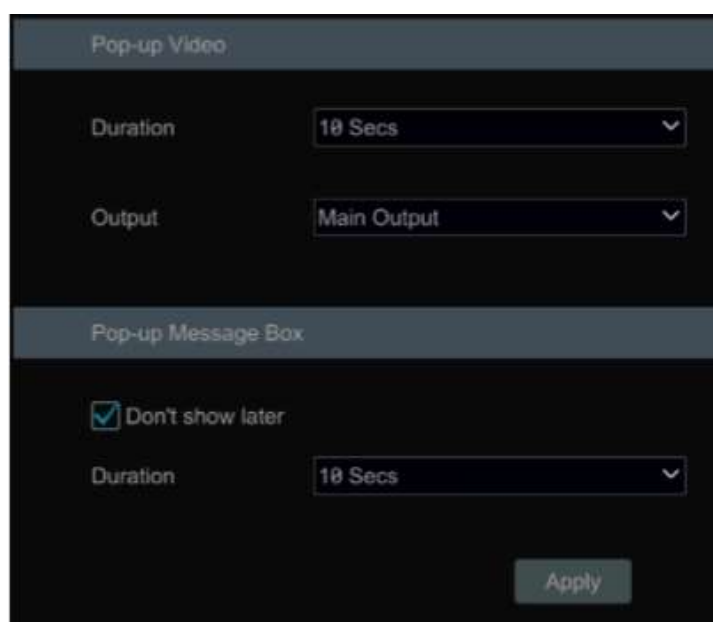 Pop-up Video
Duration 10 Secs
Output Main Output
Pop-up Message Box
Don't show later
Duration 10 Secs
Apply